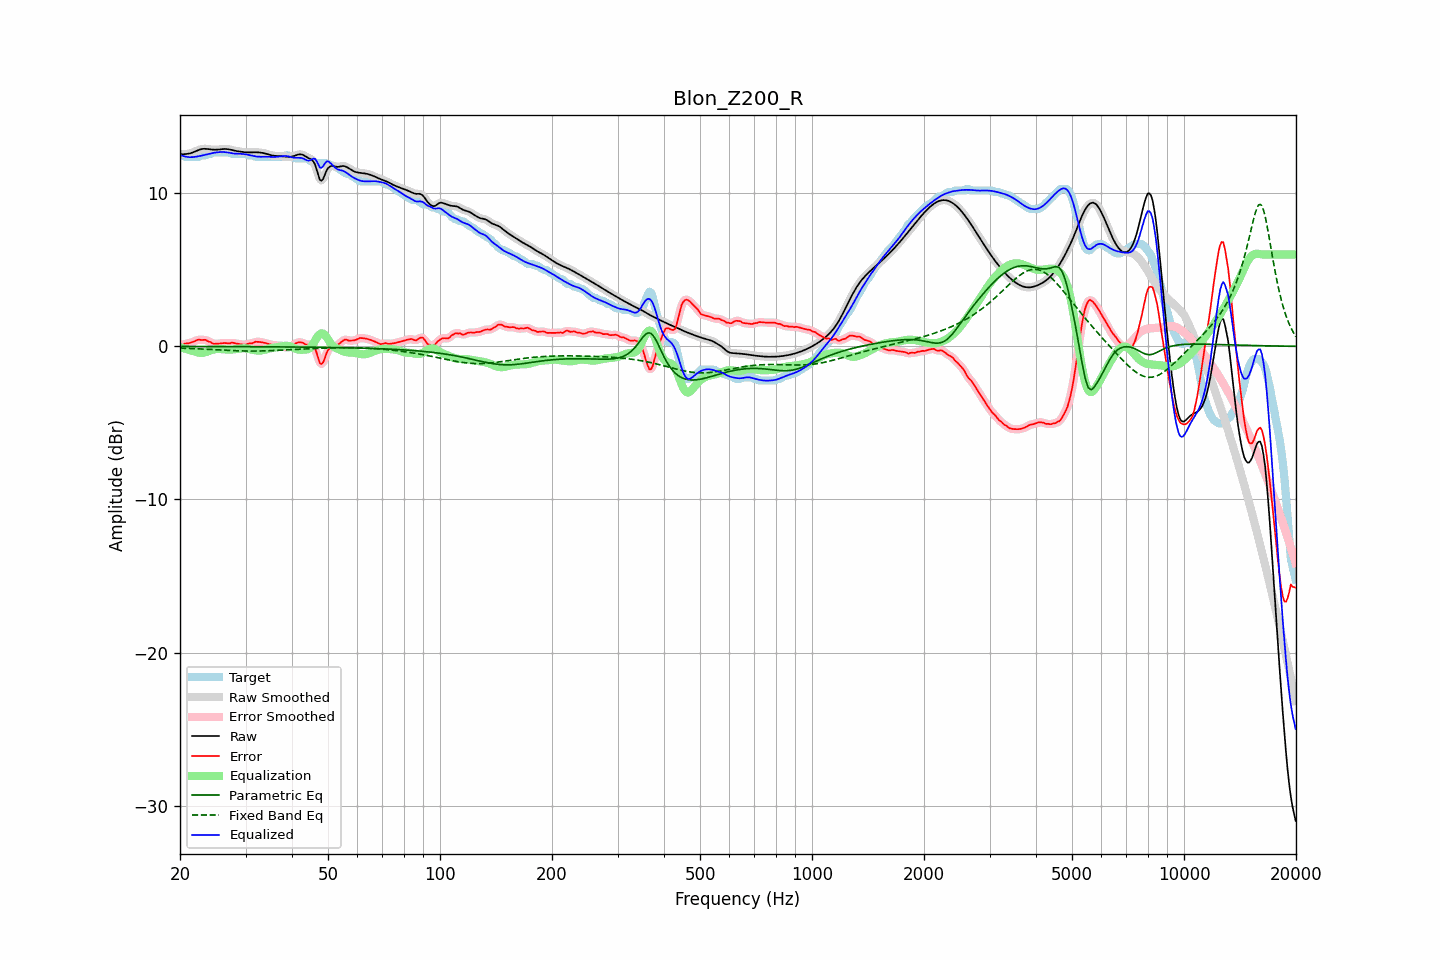 Blon_Z200_R
Amplitude (dBr)
10
0
−10
−20
−30
Target
Raw Smoothed
Error Smoothed
Raw
Error
Equalization
Parametric Eq
Fixed Band Eq
Equalized
20 50 100 200 500 1000 2000 5000 10000 20000
Frequency (Hz)